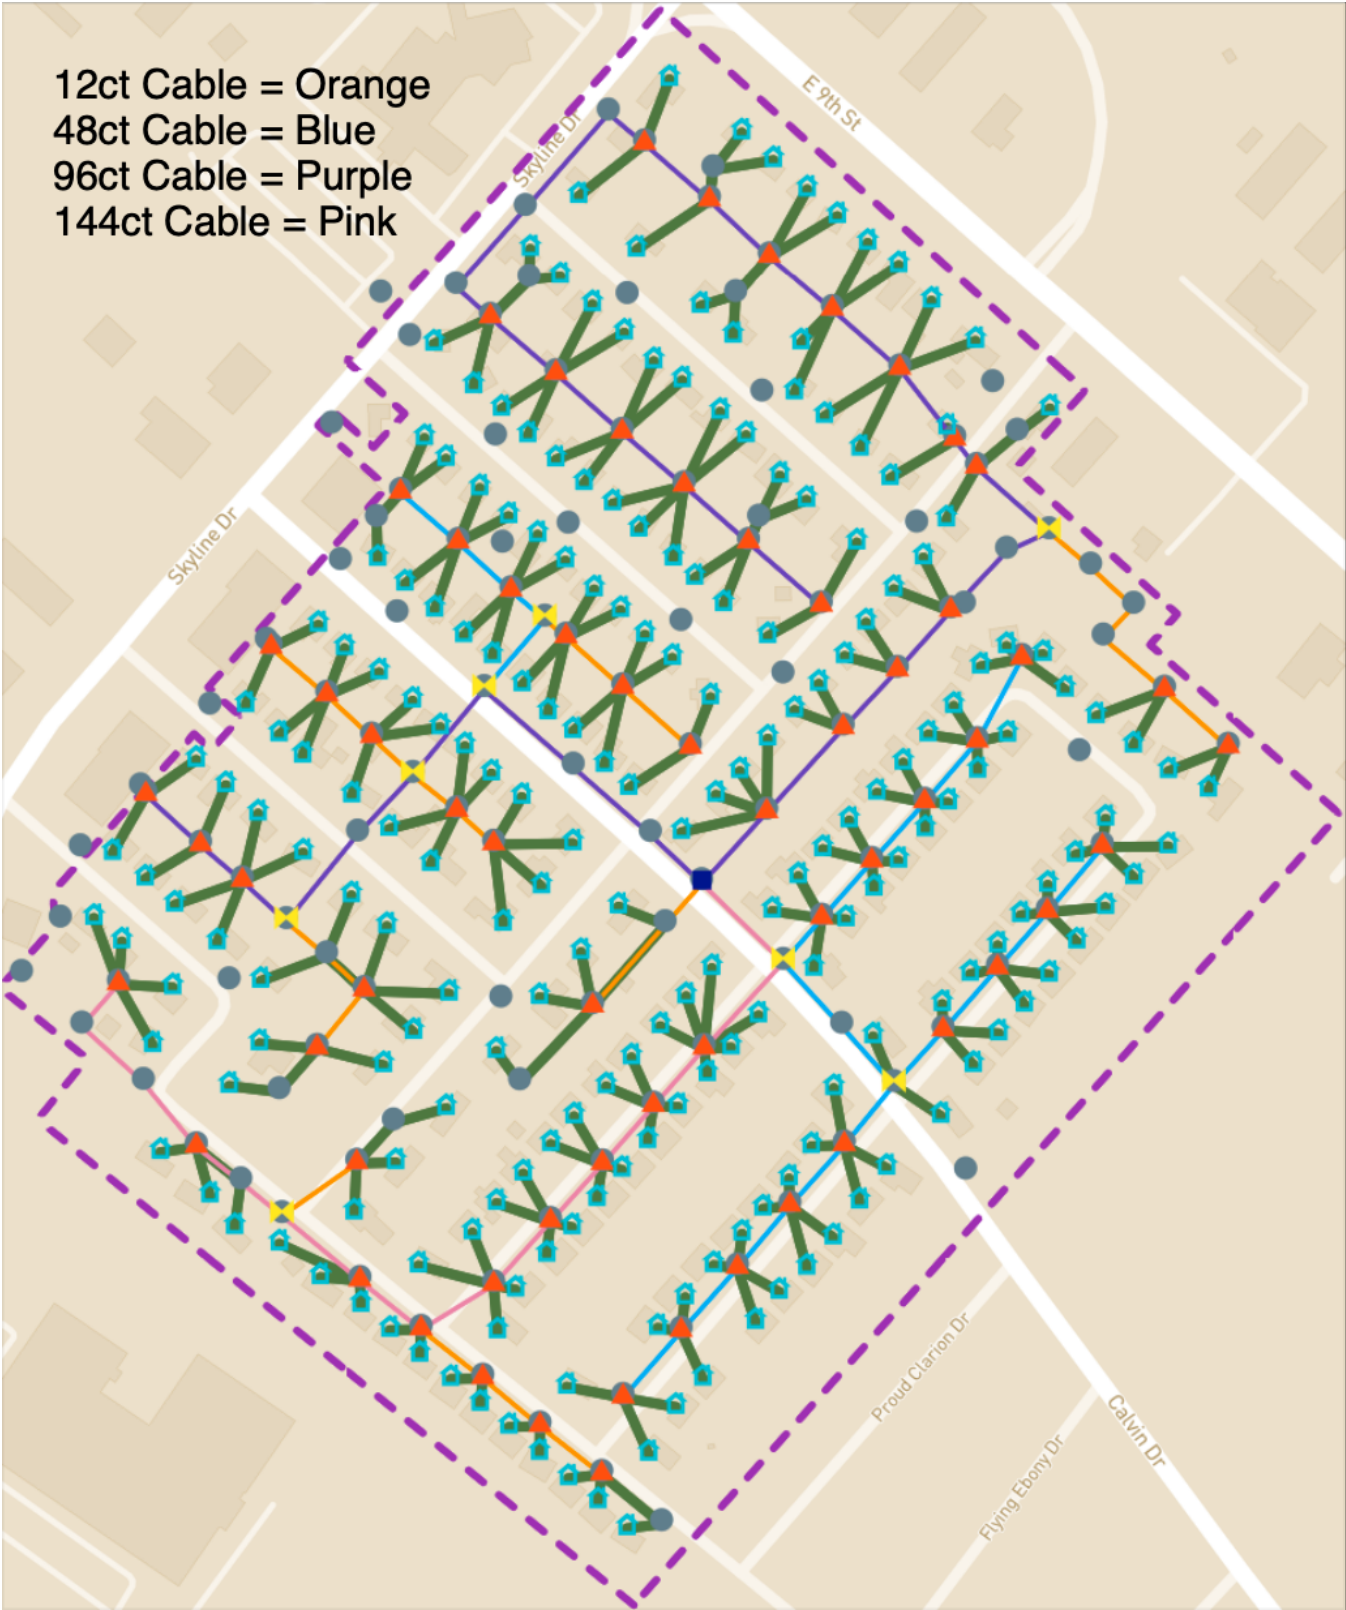 12ct Cable = Orange
48ct Cable = Blue
96ct Cable = Purple
144ct Cable = Pink
E 9th St
Skyline Dr
Skyline Dr
Proud Clarion Dr
Calvin Dr
Flying Ebony Dr